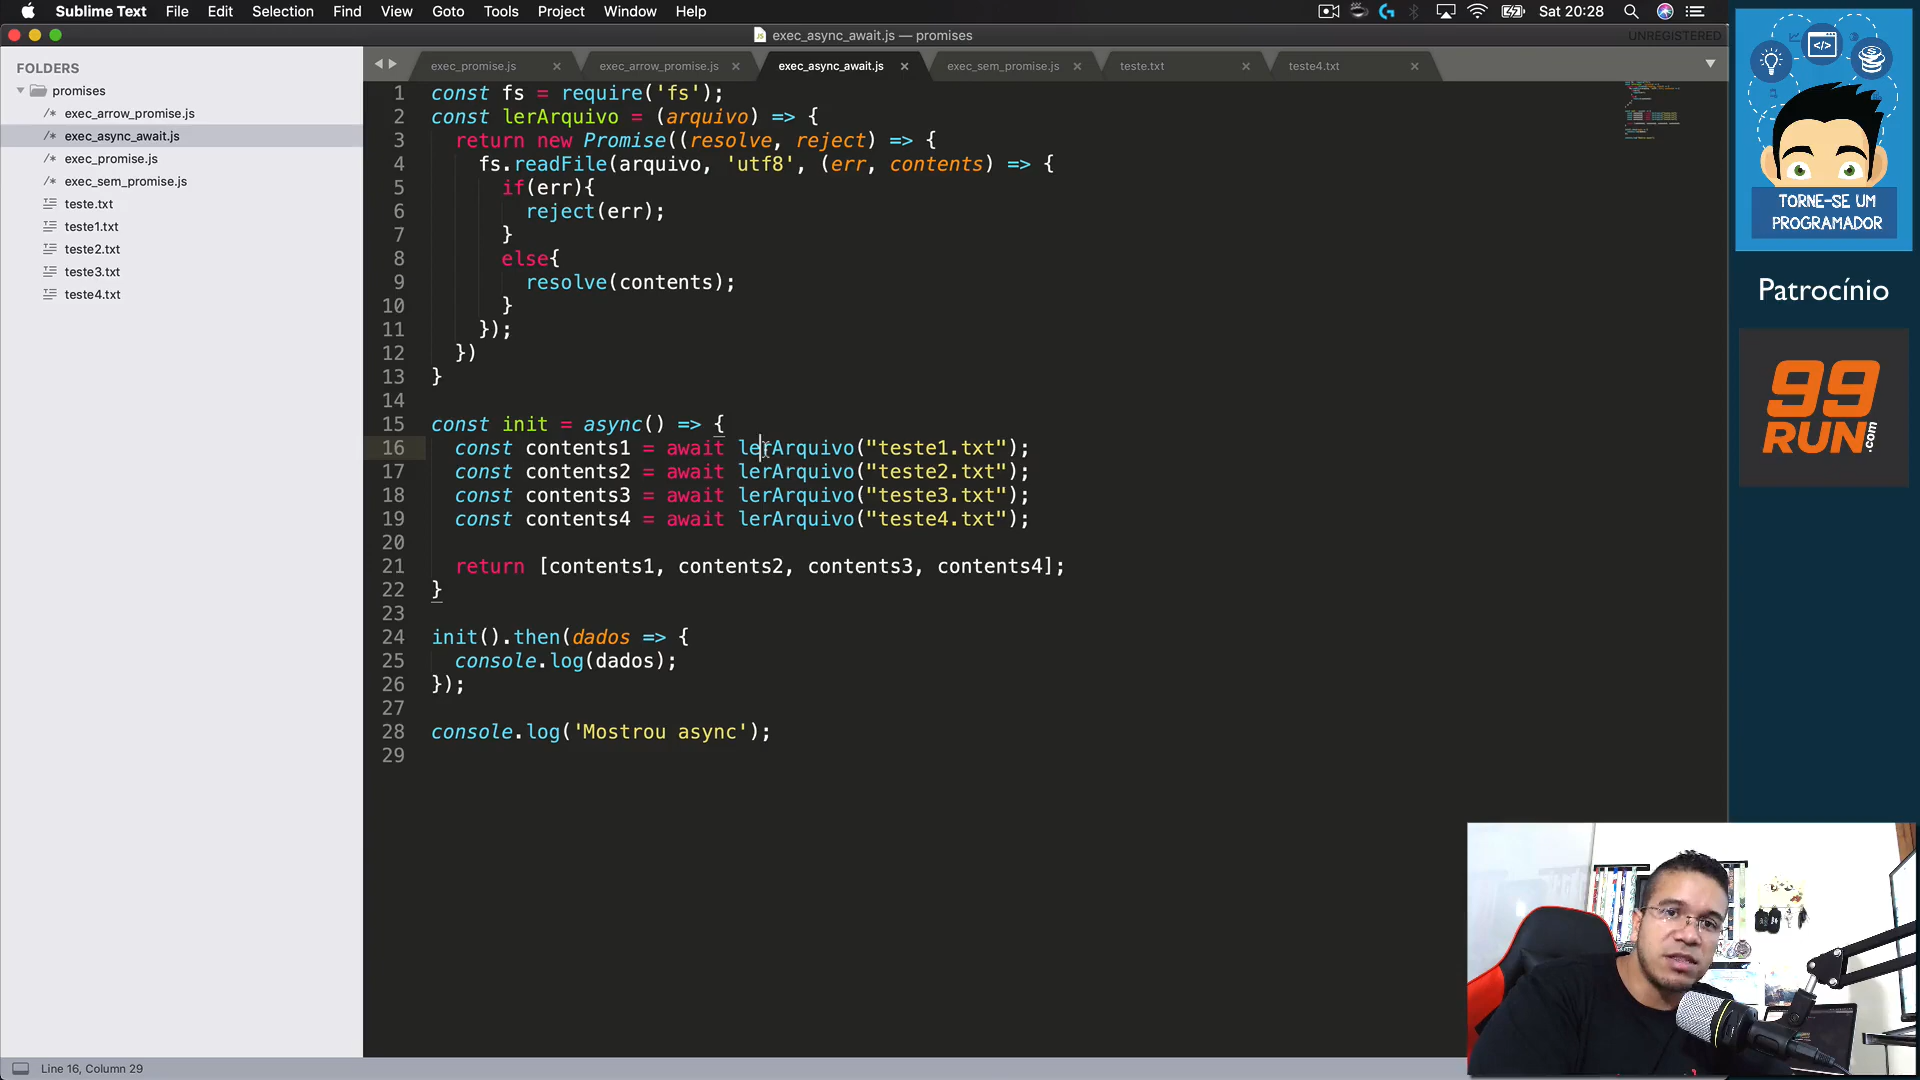 Sublime Text File Edit Selection Find View Goto Tools Project Window Help Sat 20:28
exec_async_await.js — promises
UNREGISTERED
FOLDERS
promises
/* exec_arrow_promise.js
/* exec_async_await.js
/* exec_promise.js
/* exec_sem_promise.js
teste.txt
teste1.txt
teste2.txt
teste3.txt
teste4.txt
exec_promise.js × exec_arrow_promise.js × exec_async_await.js × exec_sem_promise.js × teste.txt × teste4.txt ×
1 const fs = require('fs');
2 const lerArquivo = (arquivo) => {
3 return new Promise((resolve, reject) => {
4 fs.readFile(arquivo, 'utf8', (err, contents) => {
5 if(err){
6 reject(err);
7 }
8 else{
9 resolve(contents);
10 }
11 });
12 })
13 }
14
15 const init = async() => {
16 const contents1 = await lerArquivo("teste1.txt");
17 const contents2 = await lerArquivo("teste2.txt");
18 const contents3 = await lerArquivo("teste3.txt");
19 const contents4 = await lerArquivo("teste4.txt");
20
21 return [contents1, contents2, contents3, contents4];
22 }
23
24 init().then(dados => {
25 console.log(dados);
26 });
27
28 console.log('Mostrou async');
29
Line 16, Column 29
</>
TORNE-SE UM
PROGRAMADOR
Patrocínio
99
RUN.com